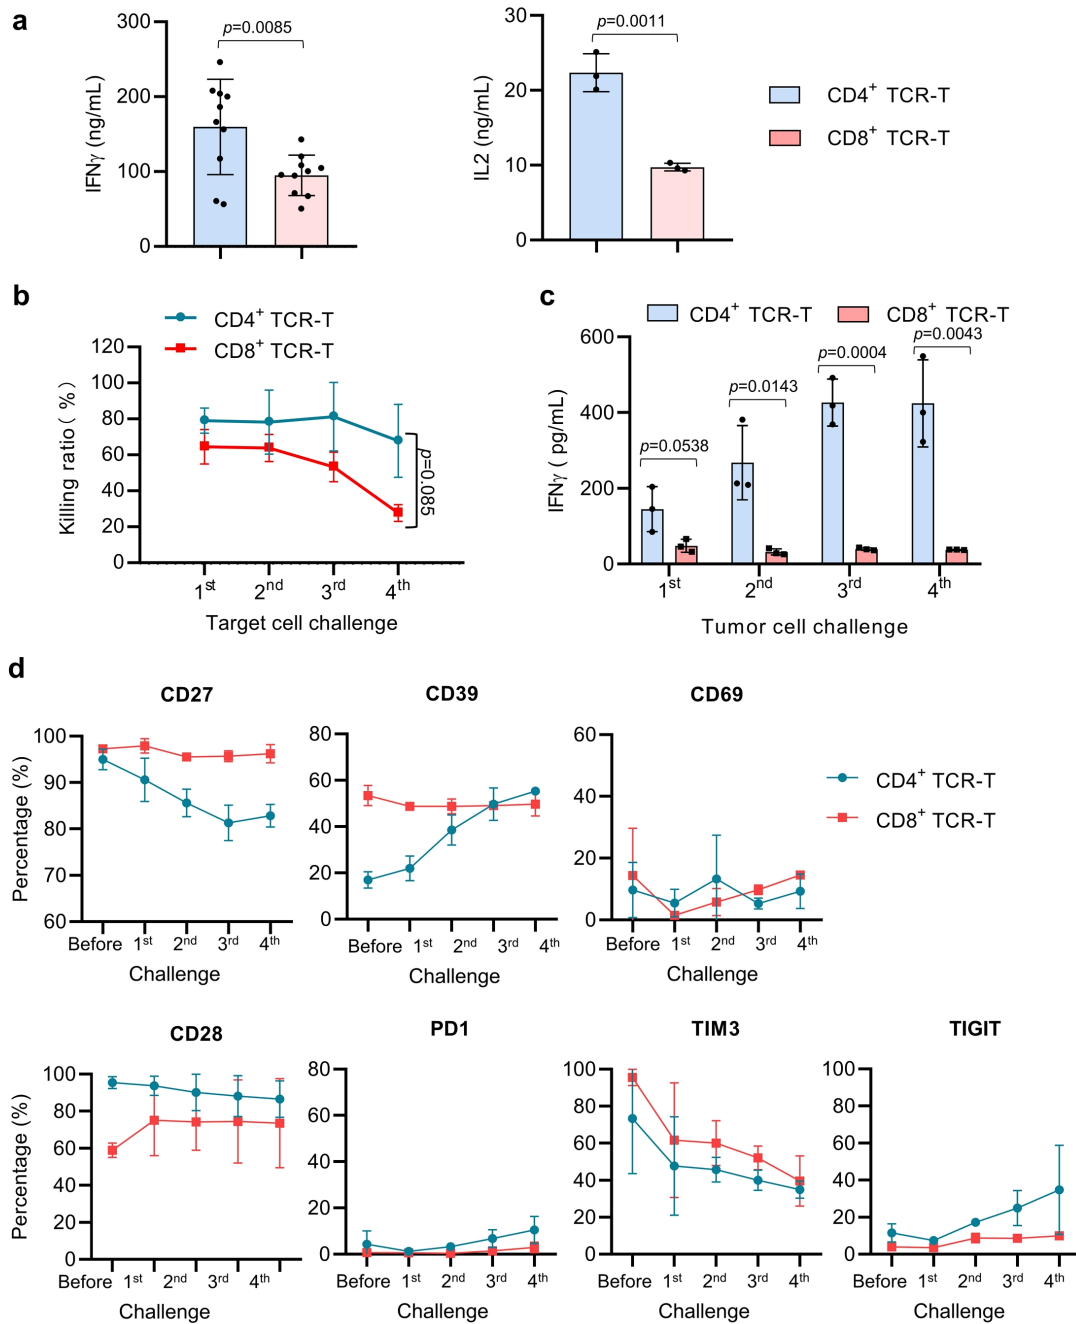 a
300
200
100
0
IFNγ (ng/mL)
p=0.0085
30
20
10
0
IL2 (ng/mL)
p=0.0011
CD4+ TCR-T
CD8+ TCR-T
b
CD4+ TCR-T
CD8+ TCR-T
120
100
80
60
40
20
0
Killing ratio ( %)
p=0.085
1st 2nd 3rd 4th
Target cell challenge
c
CD4+ TCR-T CD8+ TCR-T
600
400
200
0
IFNγ ( pg/mL)
p=0.0538
p=0.0143
p=0.0004
p=0.0043
1st 2nd 3rd 4th
Tumor cell challenge
d
CD27
100
90
80
70
60
Percentage (%)
Before 1st 2nd 3rd 4th
Challenge
CD39
80
60
40
20
0
Before 1st 2nd 3rd 4th
Challenge
CD69
60
40
20
0
Before 1st 2nd 3rd 4th
Challenge
CD4+ TCR-T
CD8+ TCR-T
CD28
100
80
60
40
20
0
Percentage (%)
Before 1st 2nd 3rd 4th
Challenge
PD1
80
60
40
20
0
Before 1st 2nd 3rd 4th
Challenge
TIM3
100
80
60
40
20
0
Before 1st 2nd 3rd 4th
Challenge
TIGIT
100
80
60
40
20
0
Before 1st 2nd 3rd 4th
Challenge